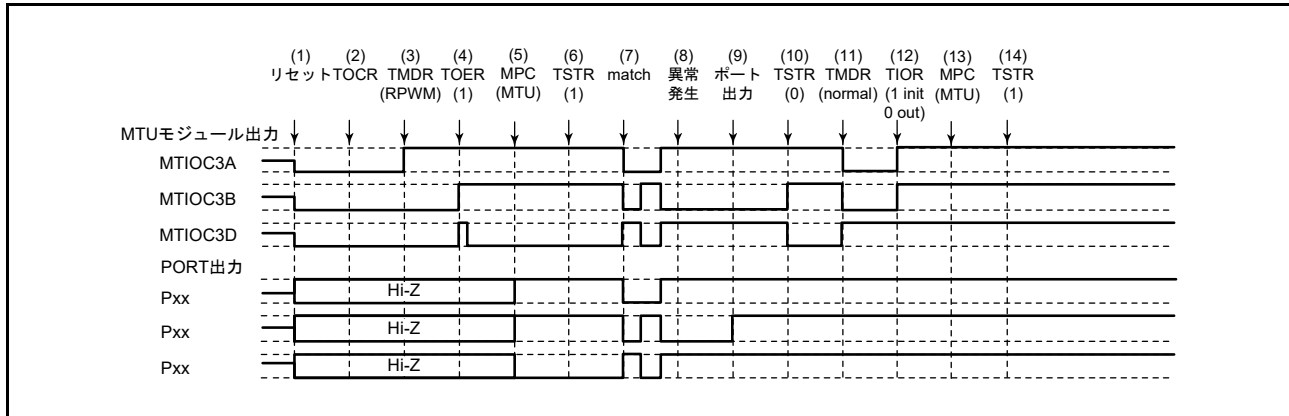 (1) (2) (3) (4) (5) (6) (7) (8) (9) (10) (11) (12) (13) (14)
リセット TOCR TMDR TOER MPC TSTR match 異常 ポート TSTR TMDR TIOR MPC TSTR
(RPWM) (1) (MTU) (1) 発生 出力 (0) (normal) (1 init (MTU) (1)
0 out)
MTUモジュール出力
MTIOC3A
MTIOC3B
MTIOC3D
PORT出力
Pxx Hi-Z
Pxx Hi-Z
Pxx Hi-Z